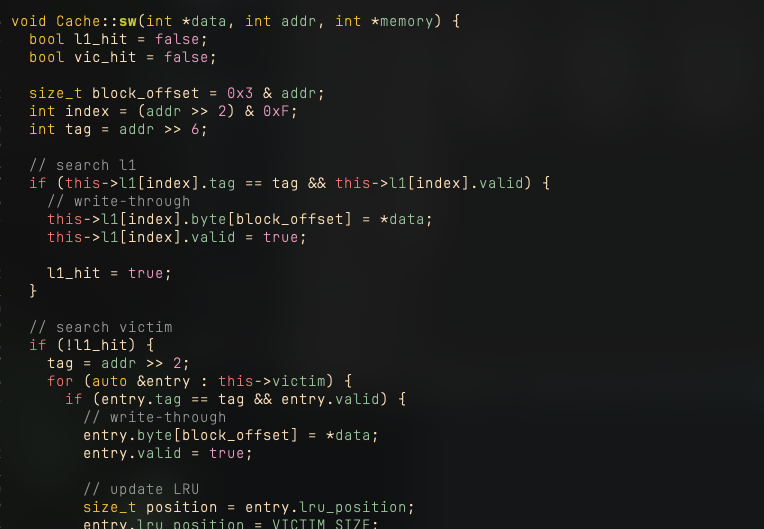 void Cache::sw(int *data, int addr, int *memory) {
  bool l1_hit = false;
  bool vic_hit = false;

  size_t block_offset = 0x3 & addr;
  int index = (addr >> 2) & 0xF;
  int tag = addr >> 6;

  // search l1
  if (this->l1[index].tag == tag && this->l1[index].valid) {
    // write-through
    this->l1[index].byte[block_offset] = *data;
    this->l1[index].valid = true;

    l1_hit = true;
  }

  // search victim
  if (!l1_hit) {
    tag = addr >> 2;
    for (auto &entry : this->victim) {
      if (entry.tag == tag && entry.valid) {
        // write-through
        entry.byte[block_offset] = *data;
        entry.valid = true;

        // update LRU
        size_t position = entry.lru_position;
        entry.lru_position = VICTIM_SIZE;